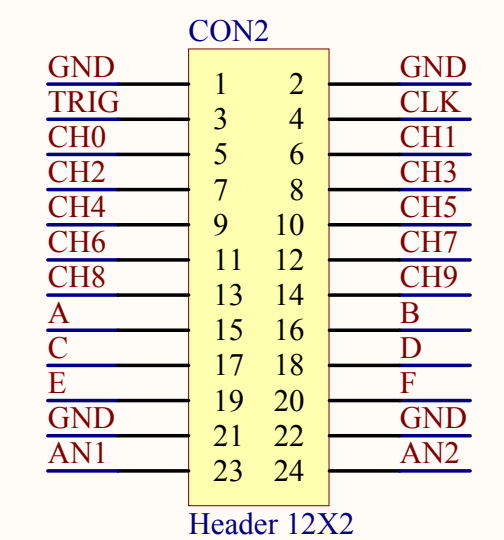 CON2
GND 1 2 GND
TRIG 3 4 CLK
CH0 5 6 CH1
CH2 7 8 CH3
CH4 9 10 CH5
CH6 11 12 CH7
CH8 13 14 CH9
A 15 16 B
C 17 18 D
E 19 20 F
GND 21 22 GND
AN1 23 24 AN2
Header 12X2